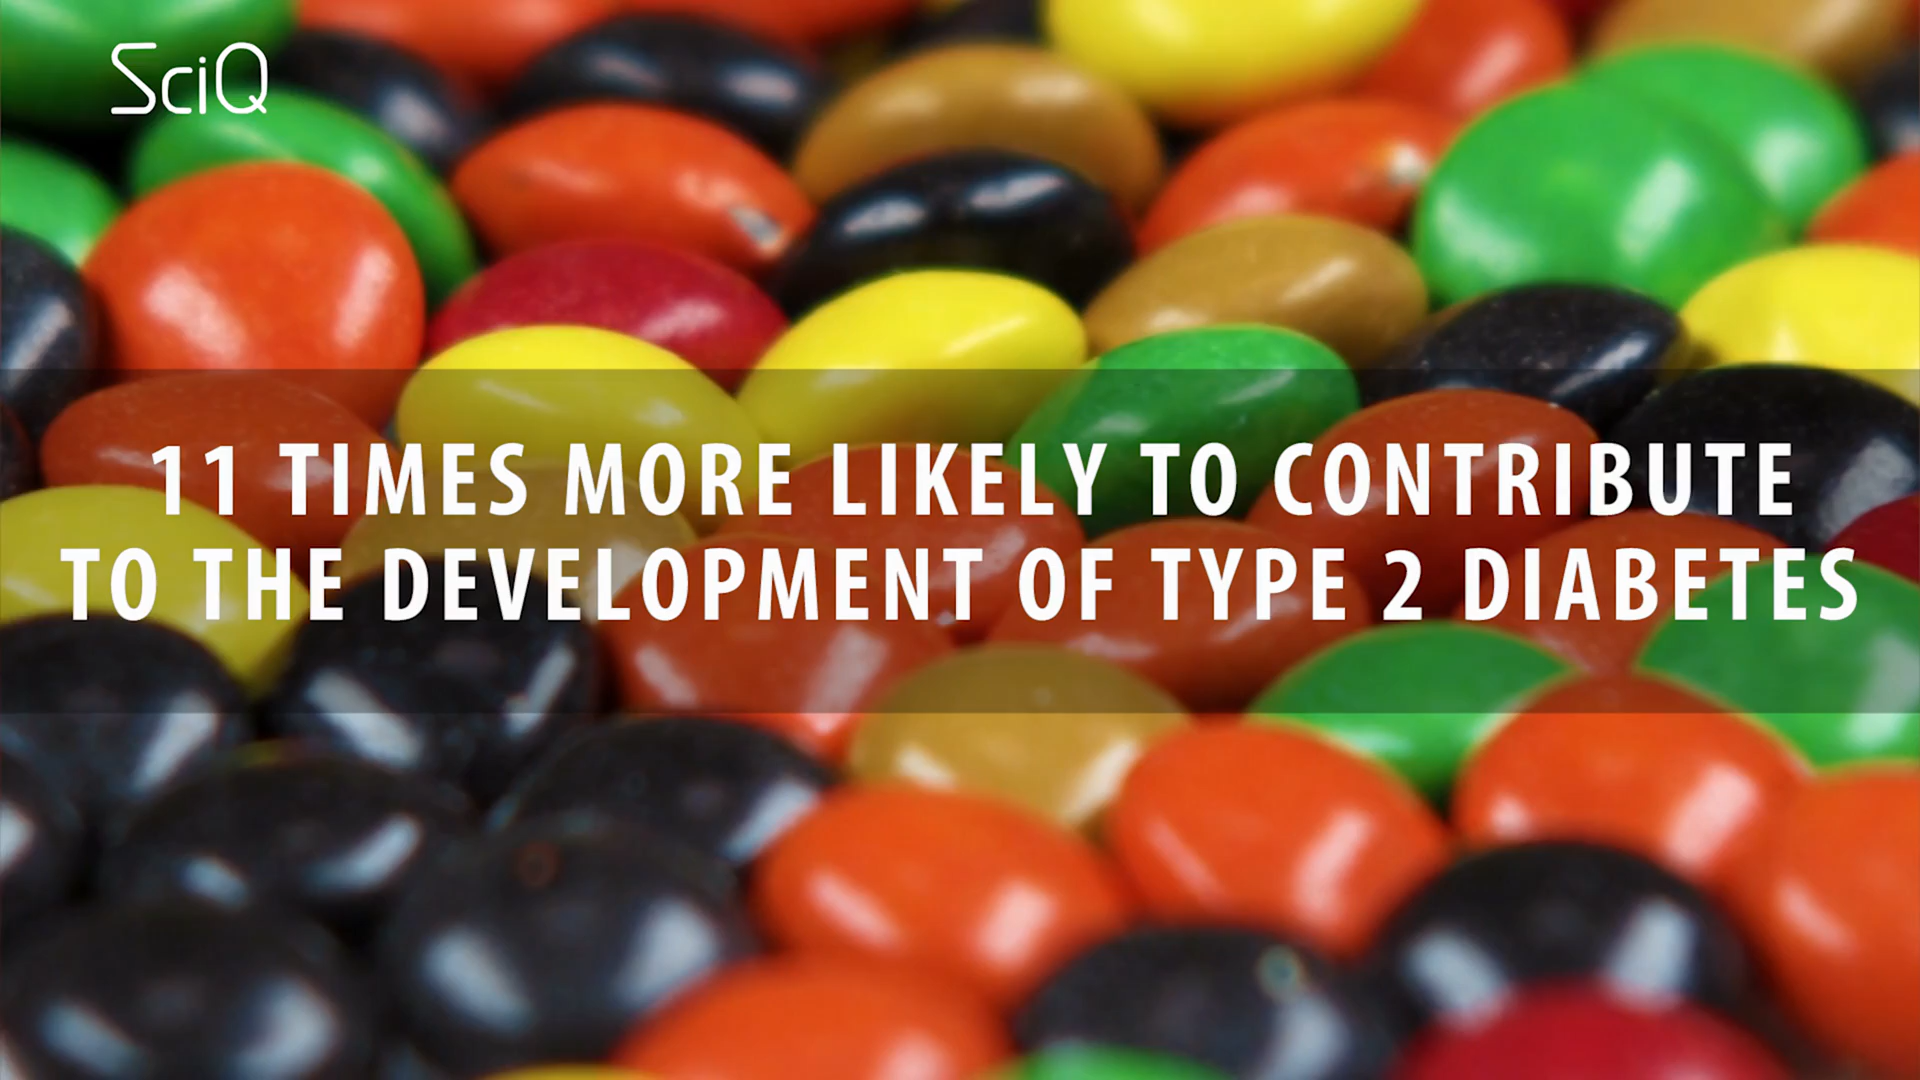 SciQ
11 TIMES MORE LIKELY TO CONTRIBUTE
TO THE DEVELOPMENT OF TYPE 2 DIABETES